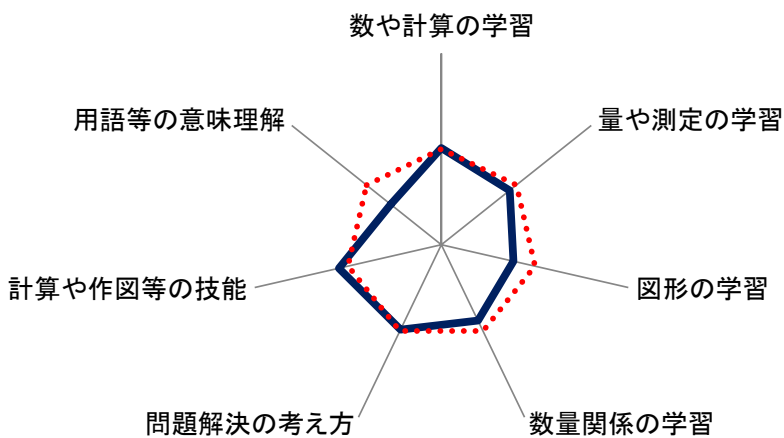 数や計算の学習
用語等の意味理解
量や測定の学習
計算や作図等の技能
図形の学習
問題解決の考え方
数量関係の学習